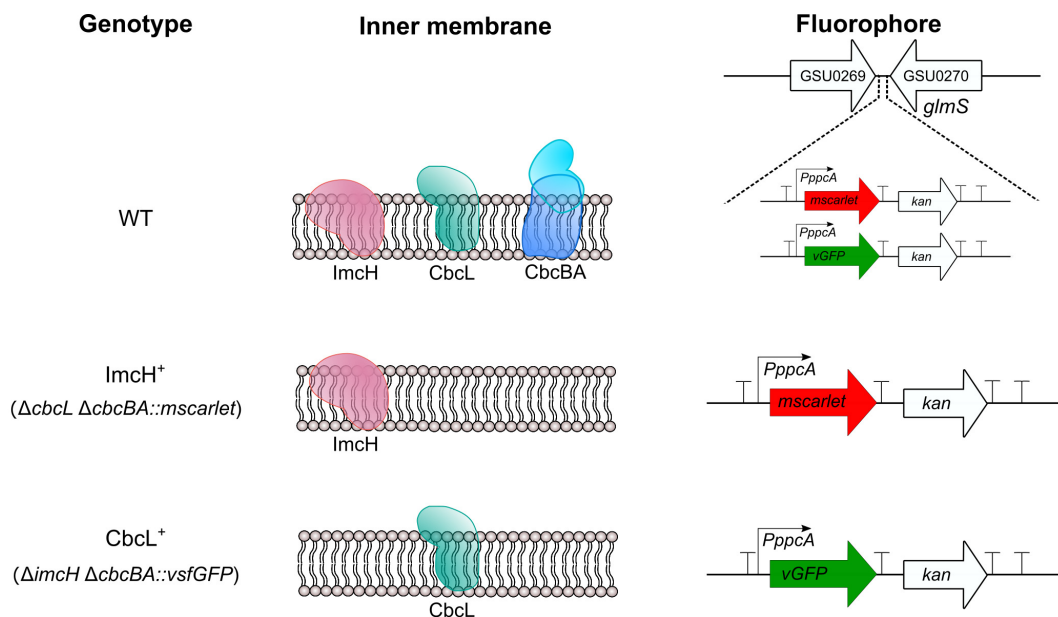 Genotype
Inner membrane
Fluorophore
GSU0269
GSU0270
glmS
WT
ImcH
CbcL
CbcBA
PppcA
mscarlet
kan
PppcA
vGFP
kan
ImcH⁺
(ΔcbcL ΔcbcBA::mscarlet)
ImcH
PppcA
mscarlet
kan
CbcL⁺
(ΔimcH ΔcbcBA::vsfGFP)
CbcL
PppcA
vGFP
kan